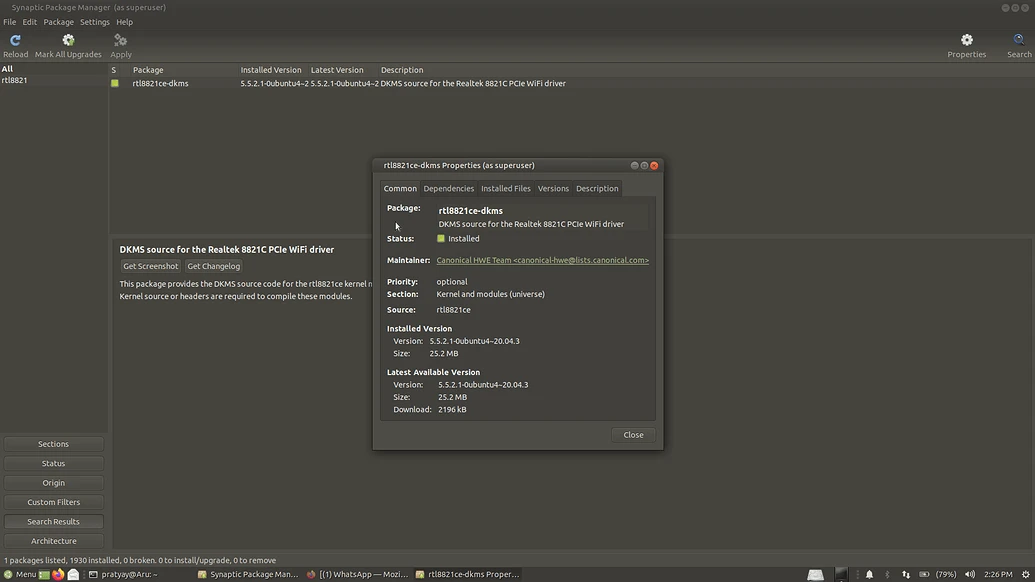 Synaptic Package Manager (as superuser)
File Edit Package Settings Help
Reload Mark All Upgrades Apply Properties Search
All
rtl8821
S Package Installed Version Latest Version Description
rtl8821ce-dkms 5.5.2.1-0ubuntu4~2 5.5.2.1-0ubuntu4~2 DKMS source for the Realtek 8821C PCIe WiFi driver
rtl8821ce-dkms Properties (as superuser)
Common Dependencies Installed Files Versions Description
Package: rtl8821ce-dkms
DKMS source for the Realtek 8821C PCIe WiFi driver
Status: Installed
Maintainer: Canonical HWE Team <canonical-hwe@lists.canonical.com>
Priority: optional
Section: Kernel and modules (universe)
Source: rtl8821ce
Installed Version
Version: 5.5.2.1-0ubuntu4~20.04.3
Size: 25.2 MB
Latest Available Version
Version: 5.5.2.1-0ubuntu4~20.04.3
Size: 25.2 MB
Download: 2196 kB
Close
DKMS source for the Realtek 8821C PCIe WiFi driver
Get Screenshot Get Changelog
This package provides the DKMS source code for the rtl8821ce kernel m
Kernel source or headers are required to compile these modules.
Sections
Status
Origin
Custom Filters
Search Results
Architecture
1 packages listed, 1930 installed, 0 broken. 0 to install/upgrade, 0 to remove
Menu pratyay@Aru: ~ Synaptic Package Man... [(1) WhatsApp — Mozi... rtl8821ce-dkms Proper... (79%) 2:26 PM